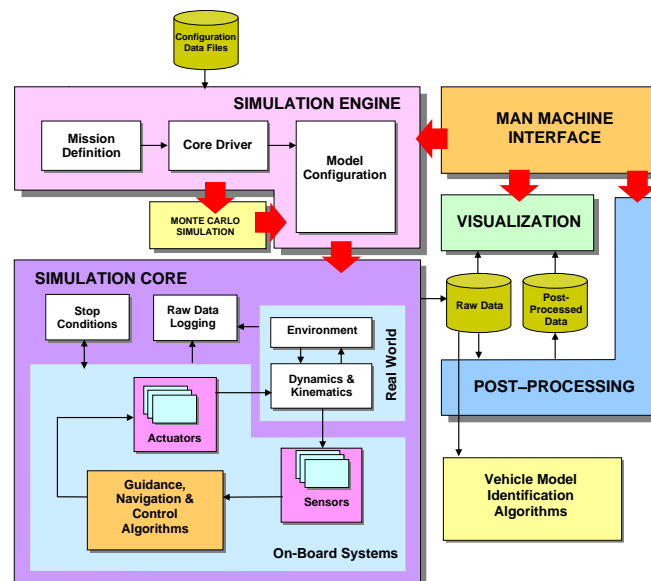 Configuration
Data Files
SIMULATION ENGINE
Mission
Definition
Core Driver
Model
Configuration
MONTE CARLO
SIMULATION
MAN MACHINE
INTERFACE
VISUALIZATION
Raw Data
Post-
Processed
Data
POST–PROCESSING
Vehicle Model
Identification
Algorithms
SIMULATION CORE
Stop
Conditions
Raw Data
Logging
Environment
Dynamics &
Kinematics
Real World
Actuators
Sensors
Guidance,
Navigation &
Control
Algorithms
On-Board Systems